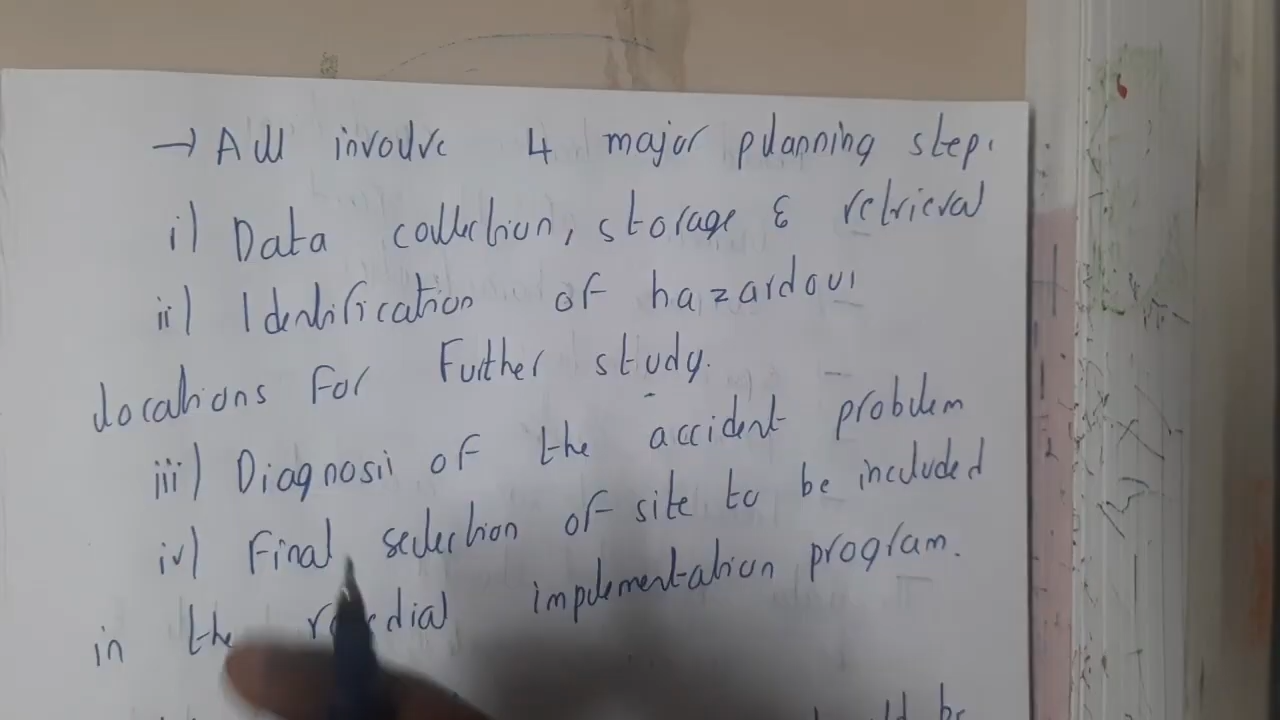 → All involve 4 major planning step.
i) Data collection, storage & retrieval
ii) Identification of hazardous
locations for further study.
iii) Diagnosis of the accident problem
iv) Final selection of site to be included
in the implementation program.
be